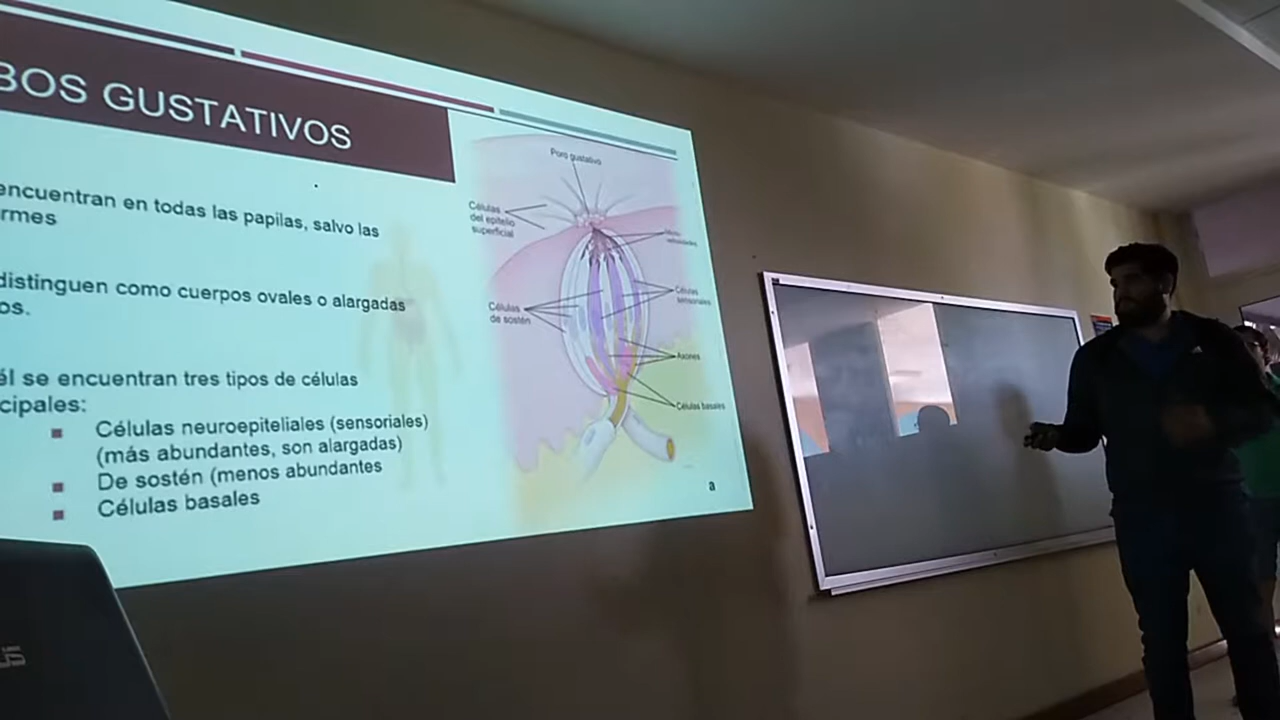 BOS GUSTATIVOS
encuentran en todas las papilas, salvo las
rmes
distinguen como cuerpos ovales o alargadas
os.
él se encuentran tres tipos de células
cipales:
Células neuroepiteliales (sensoriales)
(más abundantes, son alargadas)
De sostén (menos abundantes
Células basales
Poro gustativo
Células
del epitelio
superficial
Células
de sostén
Células
sensoriales
Axones
Células basales
a
US